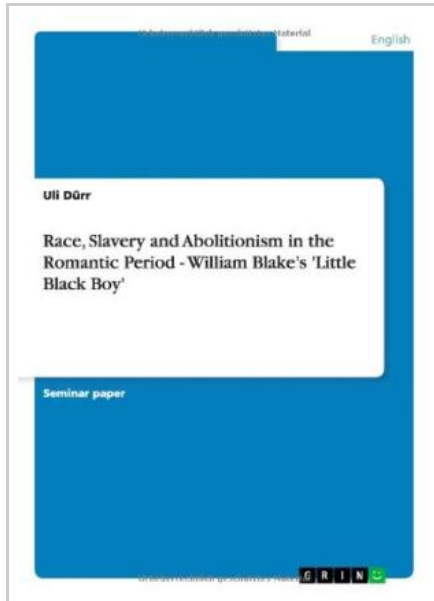 English
Uli Dürr
Race, Slavery and Abolitionism in the
Romantic Period - William Blake's 'Little
Black Boy'
Seminar paper
GRIN